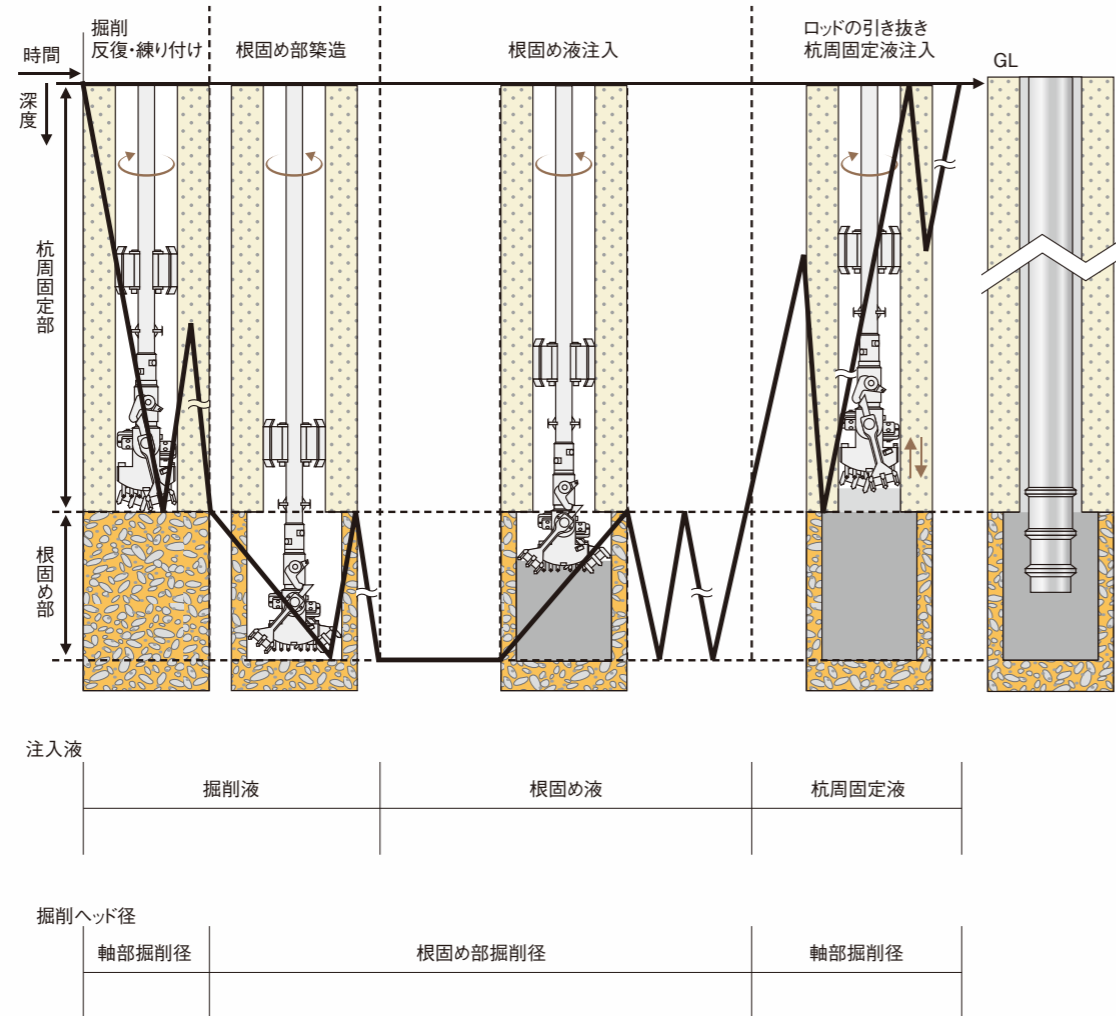 掘削
反復・練り付け
根固め部築造
根固め液注入
ロッドの引き抜き
杭周固定液注入
GL
時間
深度
杭周固定部
根固め部
注入液
掘削液
根固め液
杭周固定液
掘削ヘッド径
軸部掘削径
根固め部掘削径
軸部掘削径